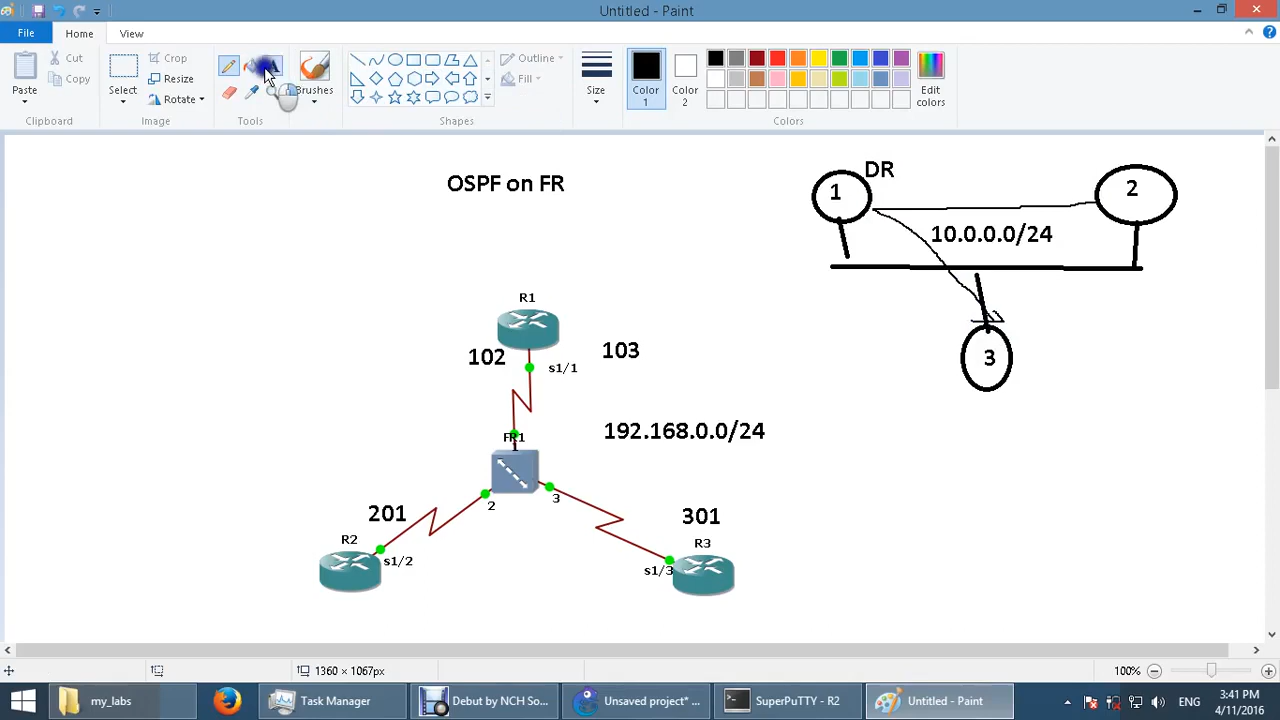 Untitled - Paint
File
Home
View
Paste
Cut
Copy
Clipboard
Select
Crop
Resize
Rotate
Image
A
Tools
Brushes
Outline
Fill
Shapes
Size
Color 1
Color 2
Edit colors
Colors
OSPF on FR
1
DR
2
10.0.0.0/24
3
R1
102
103
s1/1
192.168.0.0/24
FR1
1
2
3
201
301
R2
s1/2
R3
s1/3
1360 × 1067px
100%
my_labs
Task Manager
Debut by NCH So...
Unsaved project*...
SuperPuTTY - R2
Untitled - Paint
ENG
3:41 PM
4/11/2016